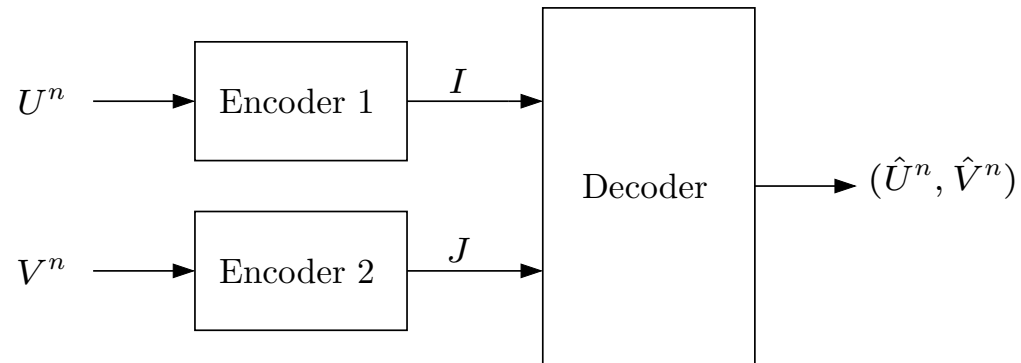 U^n
Encoder 1
I
Decoder
(Û^n, V̂^n)
V^n
Encoder 2
J